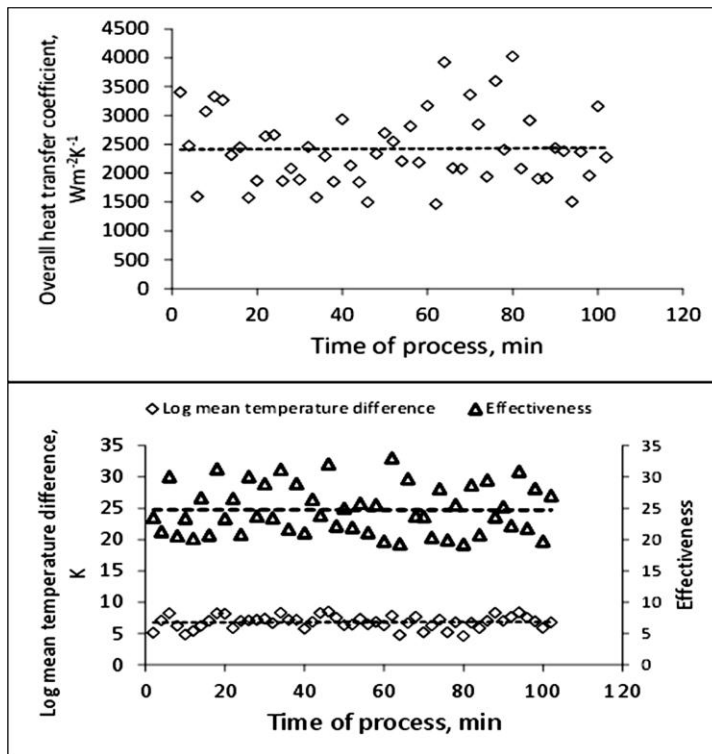 Overall heat transfer coefficient,
Wm⁻²K⁻¹
4500
4000
3500
3000
2500
2000
1500
1000
500
0
0 20 40 60 80 100 120
Time of process, min
Log mean temperature difference Effectiveness
Log mean temperature difference,
K
35
30
25
20
15
10
5
0
35
30
25
20
15
10
5
0
Effectiveness
0 20 40 60 80 100 120
Time of process, min